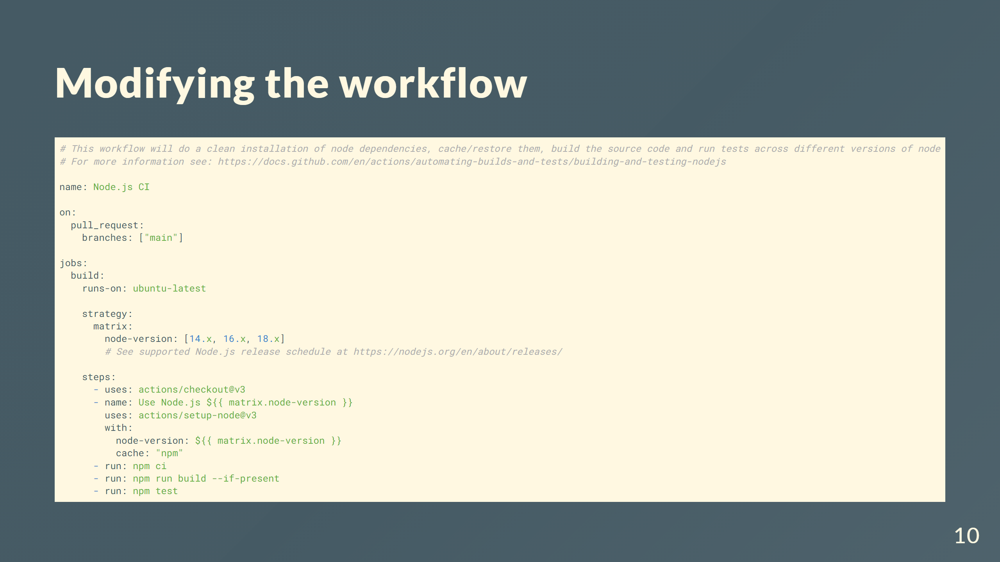 Modifying the workflow
# This workflow will do a clean installation of node dependencies, cache/restore them, build the source code and run tests across different versions of node
# For more information see: https://docs.github.com/en/actions/automating-builds-and-tests/building-and-testing-nodejs

name: Node.js CI

on:
  pull_request:
    branches: ["main"]

jobs:
  build:
    runs-on: ubuntu-latest

    strategy:
      matrix:
        node-version: [14.x, 16.x, 18.x]
        # See supported Node.js release schedule at https://nodejs.org/en/about/releases/

    steps:
      - uses: actions/checkout@v3
      - name: Use Node.js ${{ matrix.node-version }}
        uses: actions/setup-node@v3
        with:
          node-version: ${{ matrix.node-version }}
          cache: "npm"
      - run: npm ci
      - run: npm run build --if-present
      - run: npm test
10